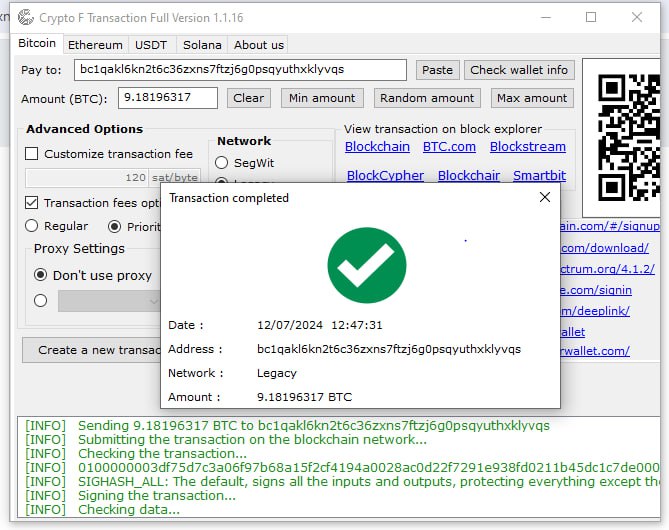 Crypto F Transaction Full Version 1.1.16
Bitcoin Ethereum USDT Solana About us
Pay to: bc1qakl6kn2t6c36zxns7ftzj6g0psqyuthxklyvqs Paste Check wallet info
Amount (BTC): 9.18196317 Clear Min amount Random amount Max amount
Advanced Options
Customize transaction fee
120 sat/byte
Transaction fees opti
Regular Priorit
Network
SegWit
View transaction on block explorer
Blockchain BTC.com Blockstream
BlockCypher Blockchair Smartbit
Proxy Settings
Don't use proxy
Create a new transac
ain.com/#/signup
.com/download/
ctrum.org/4.1.2/
e.com/signin
m/deeplink/
wallet
rwallet.com/
Transaction completed
Date : 12/07/2024 12:47:31
Address : bc1qakl6kn2t6c36zxns7ftzj6g0psqyuthxklyvqs
Network : Legacy
Amount : 9.18196317 BTC
[INFO] Sending 9.18196317 BTC to bc1qakl6kn2t6c36zxns7ftzj6g0psqyuthxklyvqs
[INFO] Submitting the transaction on the blockchain network...
[INFO] Checking the transaction...
[INFO] 0100000003df75d7c3a06f97b68a15f2cf4194a0028ac0d22f7291e938fd0211b45dc1c7de000
[INFO] SIGHASH_ALL: The default, signs all the inputs and outputs, protecting everything except the
[INFO] Signing the transaction...
[INFO] Checking data...